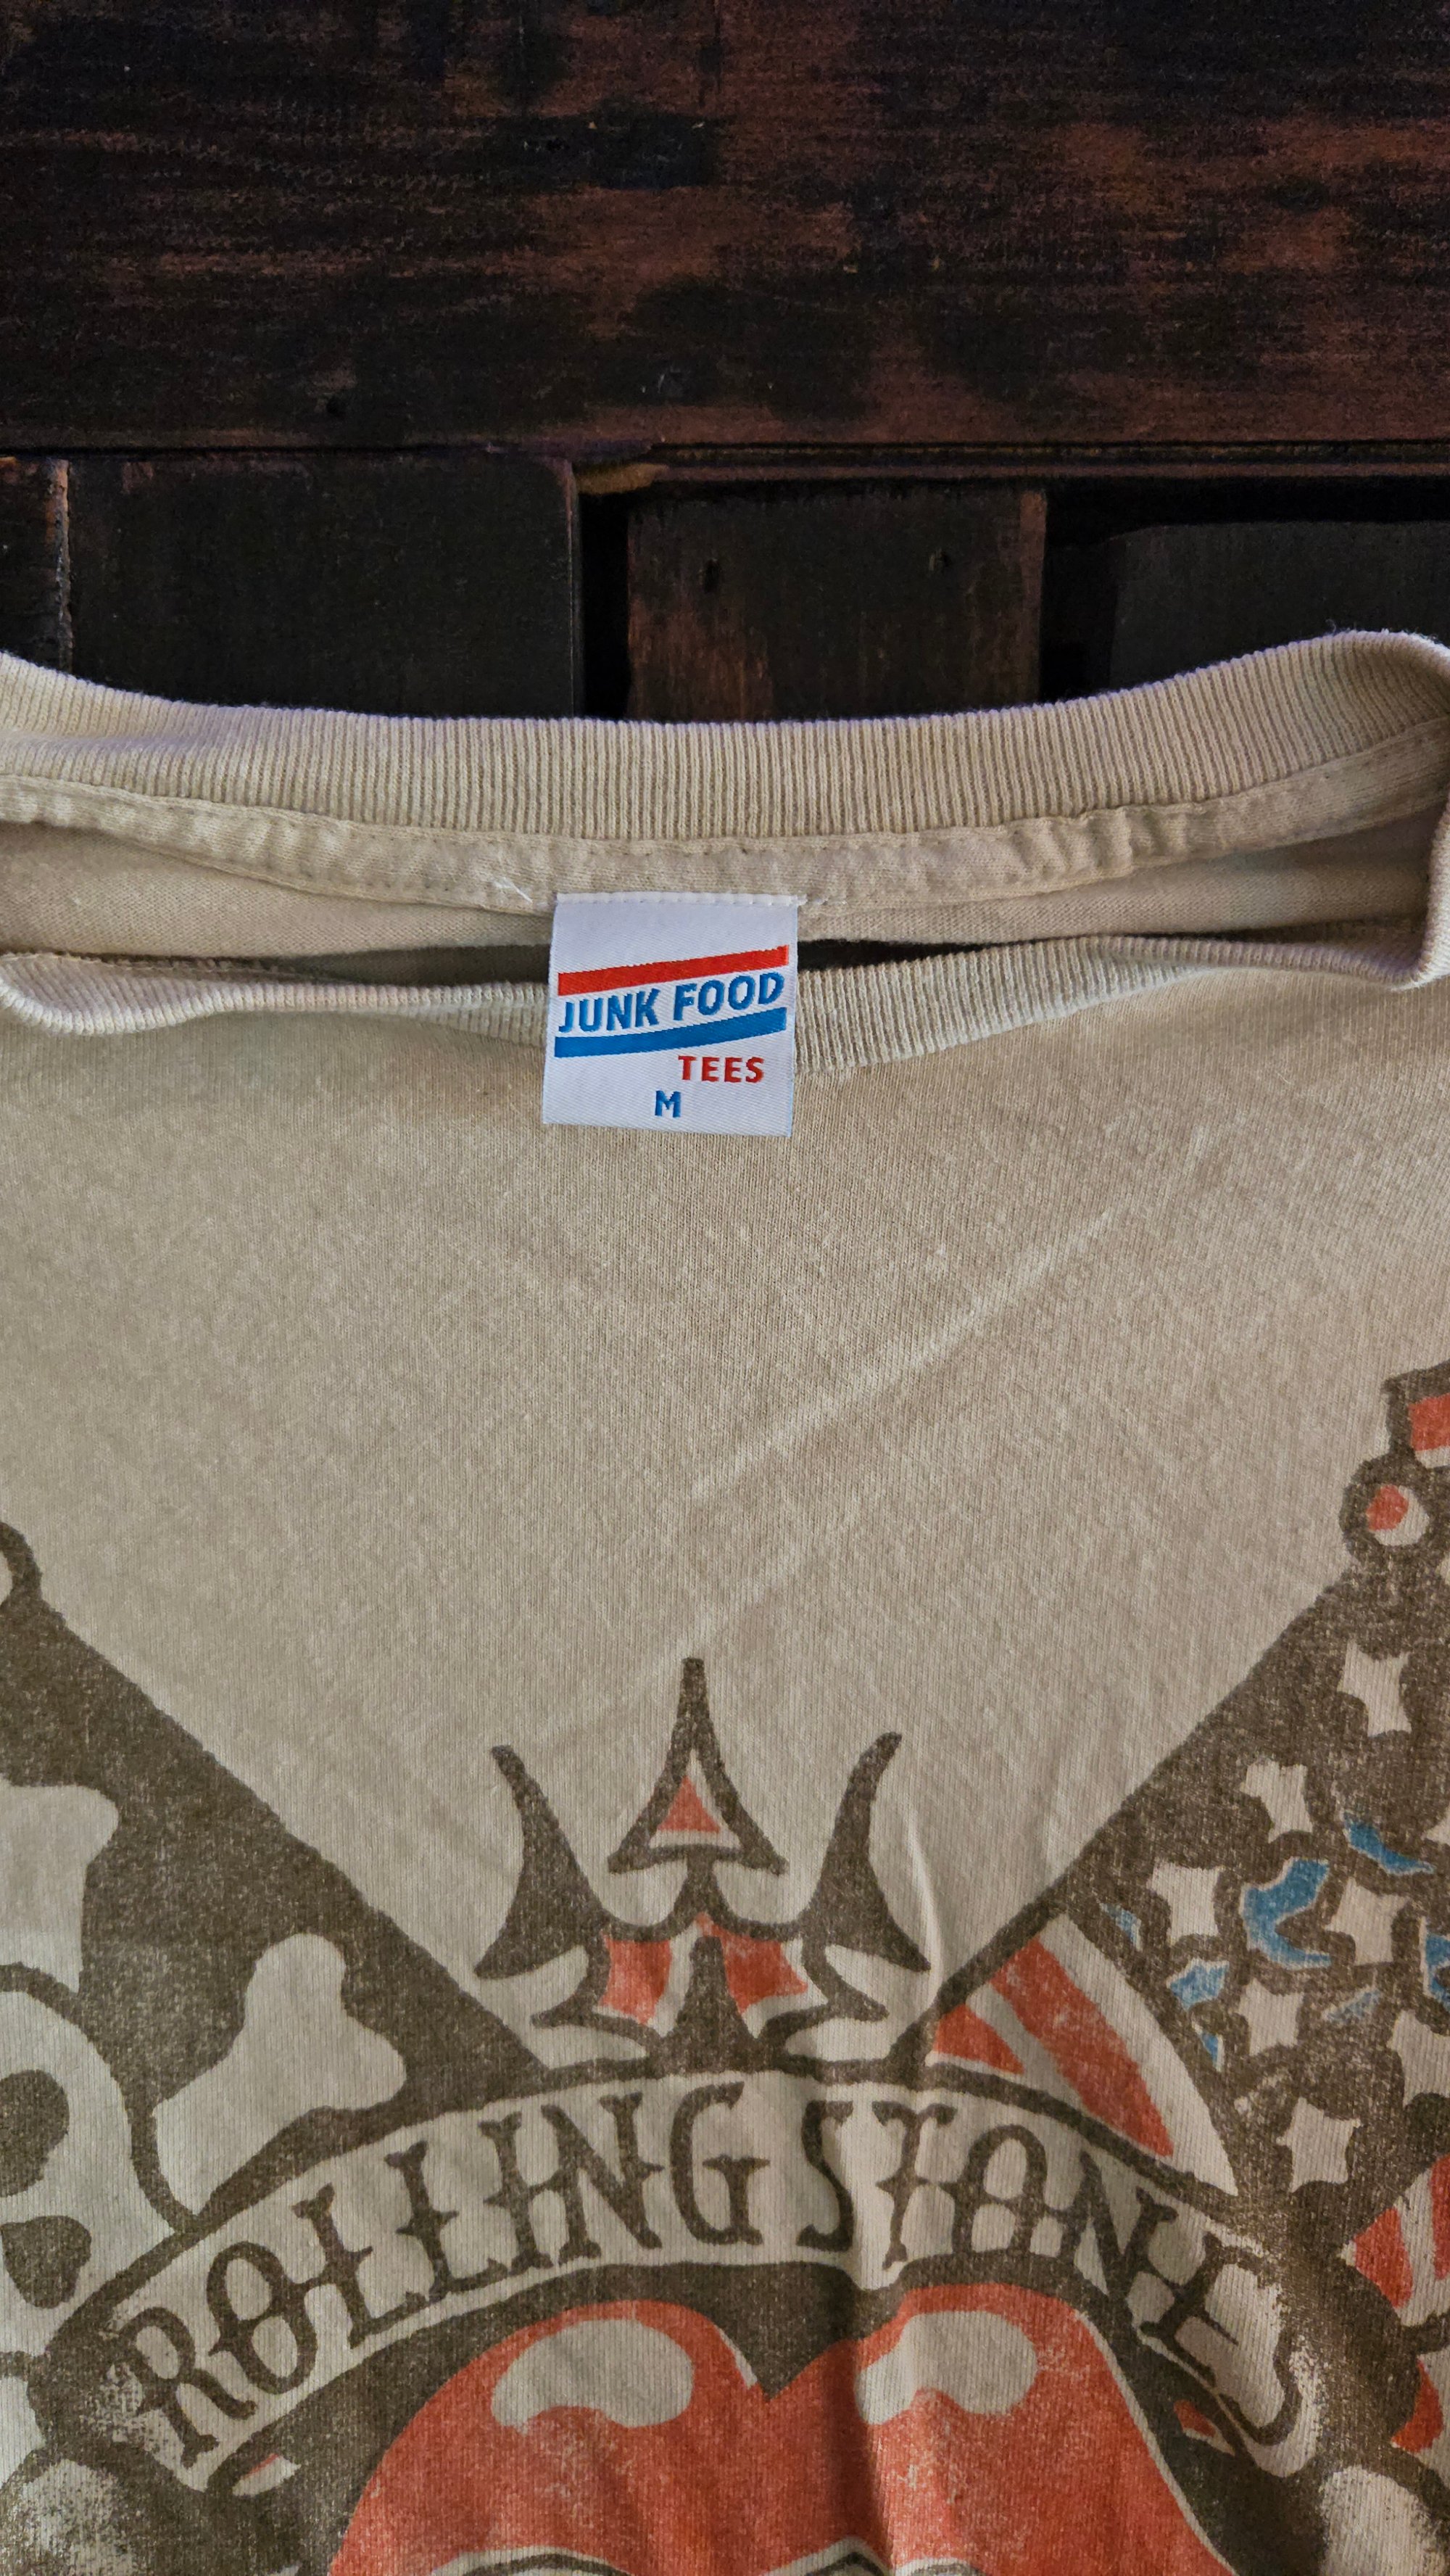 JUNK FOOD
TEES
M
ROLLING STONES